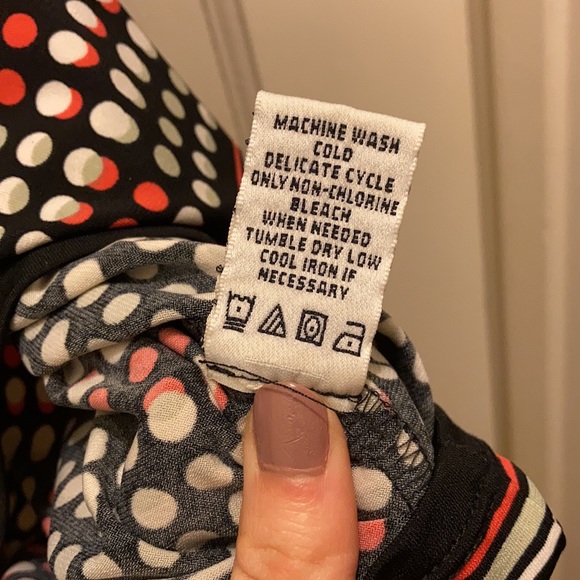 MACHINE WASH
COLD
DELICATE CYCLE
ONLY NON-CHLORINE
BLEACH
WHEN NEEDED
TUMBLE DRY LOW
COOL IRON IF
NECESSARY